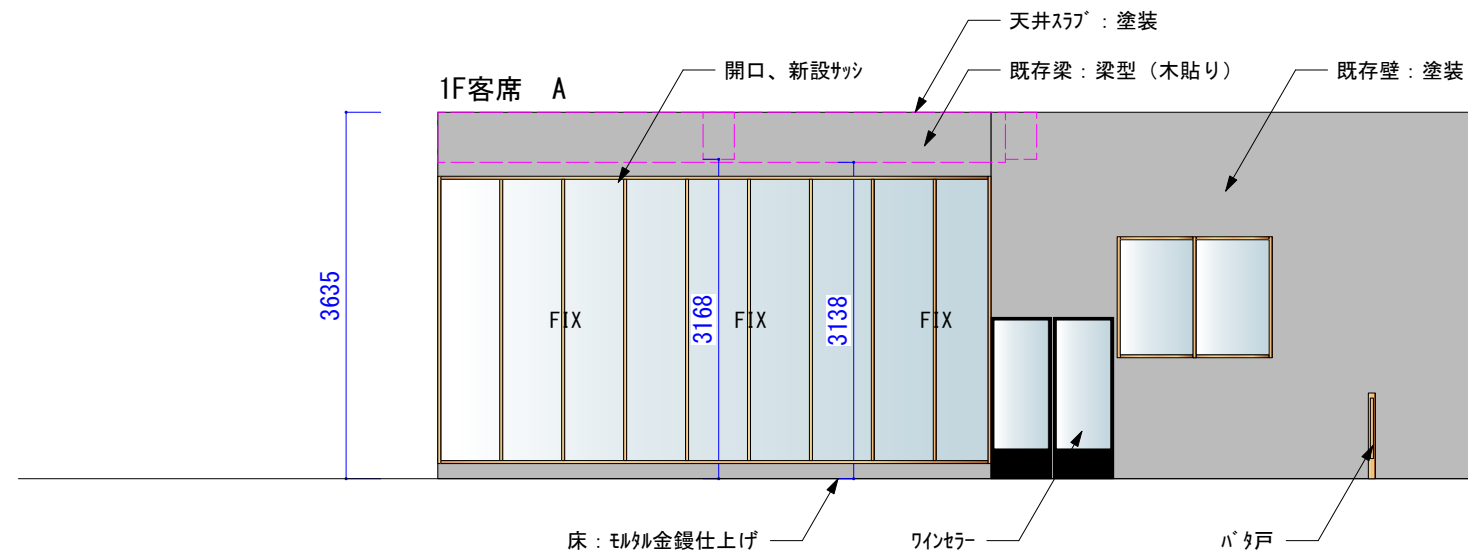 天井ｽﾗﾌﾞ：塗装
開口、新設ｻｯｼ
既存梁：梁型（木貼り）
既存壁：塗装
1F客席　A
3635
3168
3138
FIX
FIX
FIX
床：ﾓﾙﾀﾙ金鏝仕上げ
ﾜｲﾝｾﾗｰ
ﾊﾞﾀ戸